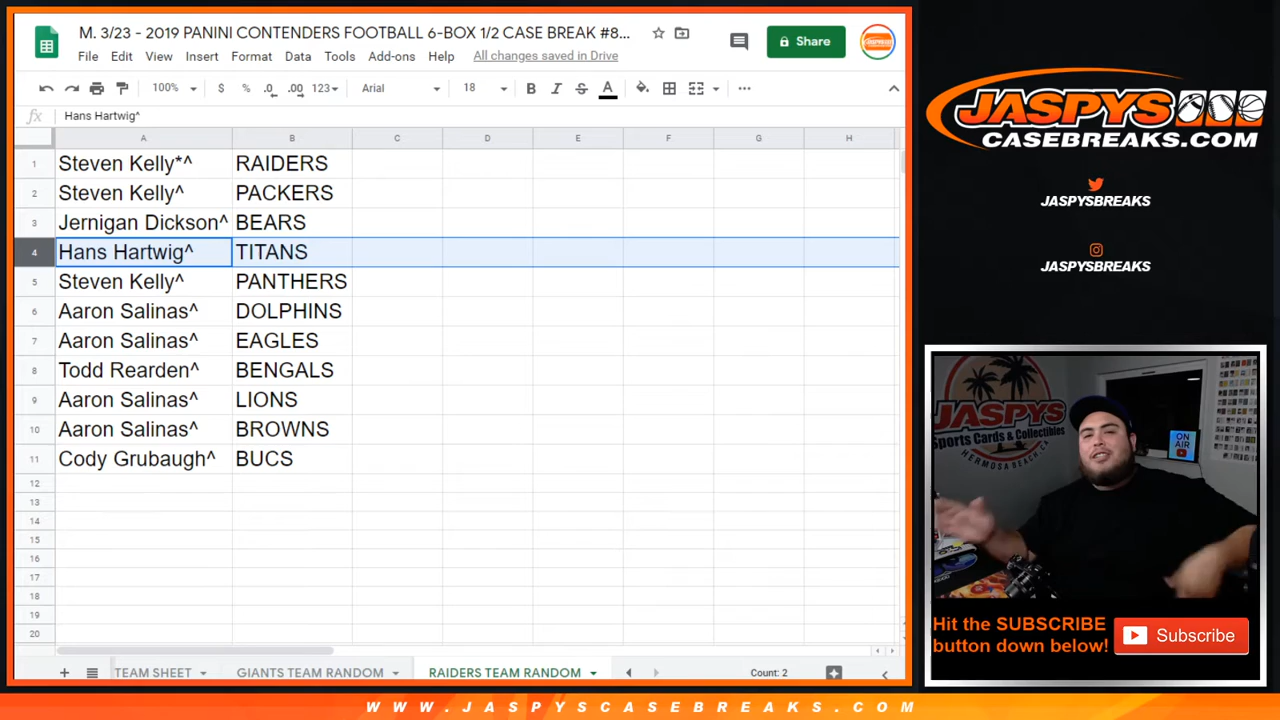 M. 3/23 - 2019 PANINI CONTENDERS FOOTBALL 6-BOX 1/2 CASE BREAK #8...
Share
File Edit View Insert Format Data Tools Add-ons Help All changes saved in Drive
100% $ % .0 .00 123 Arial 18 B I S A
fx Hans Hartwig^
A B C D E F G H
1 Steven Kelly*^ RAIDERS
2 Steven Kelly^ PACKERS
3 Jernigan Dickson^ BEARS
4 Hans Hartwig^ TITANS
5 Steven Kelly^ PANTHERS
6 Aaron Salinas^ DOLPHINS
7 Aaron Salinas^ EAGLES
8 Todd Rearden^ BENGALS
9 Aaron Salinas^ LIONS
10 Aaron Salinas^ BROWNS
11 Cody Grubaugh^ BUCS
12
13
14
15
16
17
18
19
20
TEAM SHEET GIANTS TEAM RANDOM RAIDERS TEAM RANDOM Count: 2
JASPYS
CASEBREAKS.COM
JASPYSBREAKS
JASPYSBREAKS
JASPYS
Sports Cards & Collectibles
HERMOSA BEACH, CA
ON
AIR
Hit the SUBSCRIBE
button down below!
Subscribe
WWW.JASPYSCASEBREAKS.COM